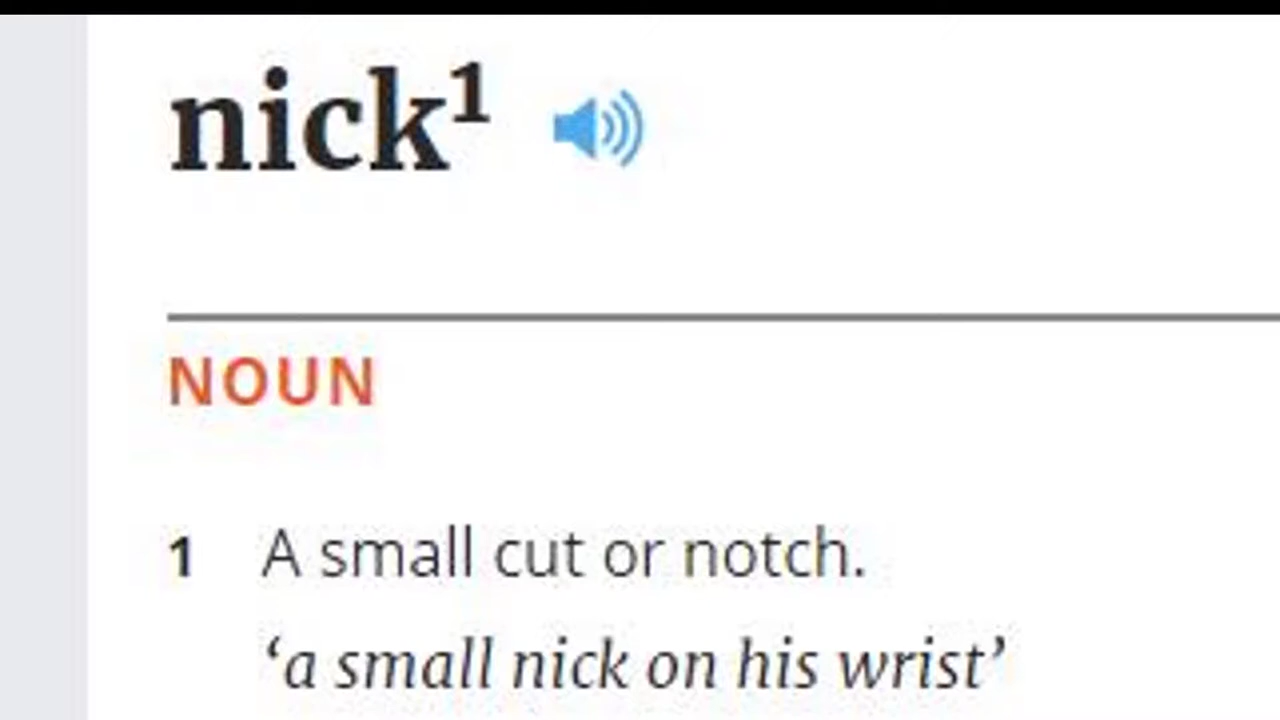 nick¹
NOUN
1 A small cut or notch.
‘a small nick on his wrist’